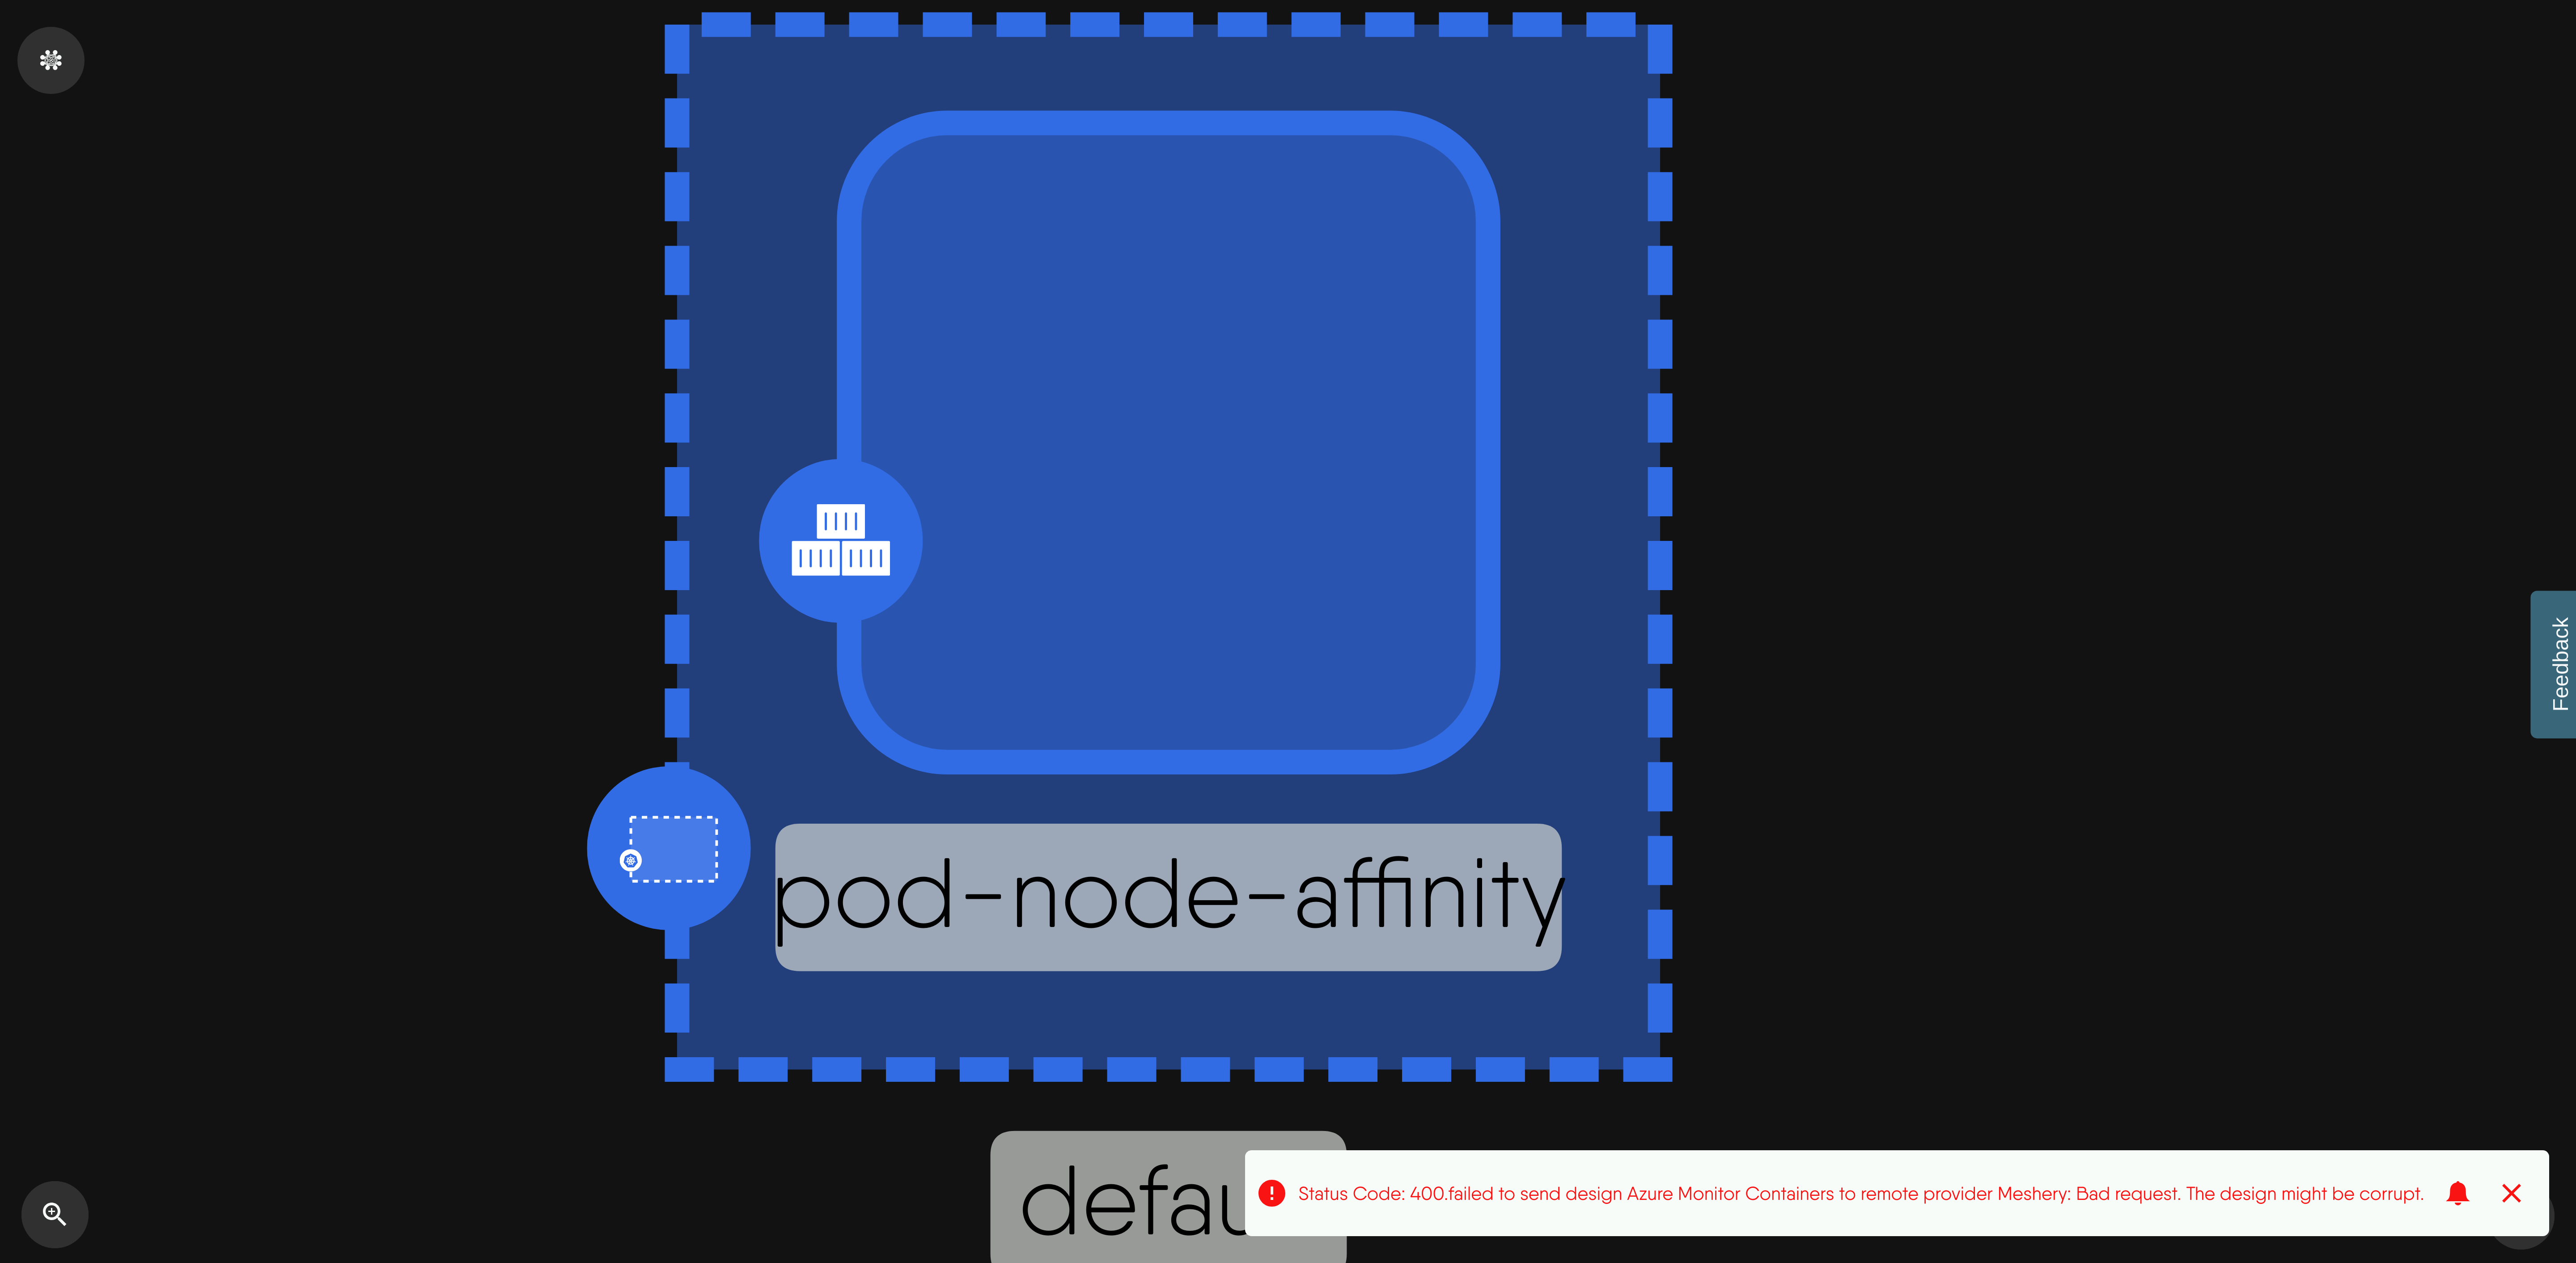 Feedback
pod-node-affinity
Status Code: 400.failed to send design Azure Monitor Containers to remote provider Meshery: Bad request. The design might be corrupt.